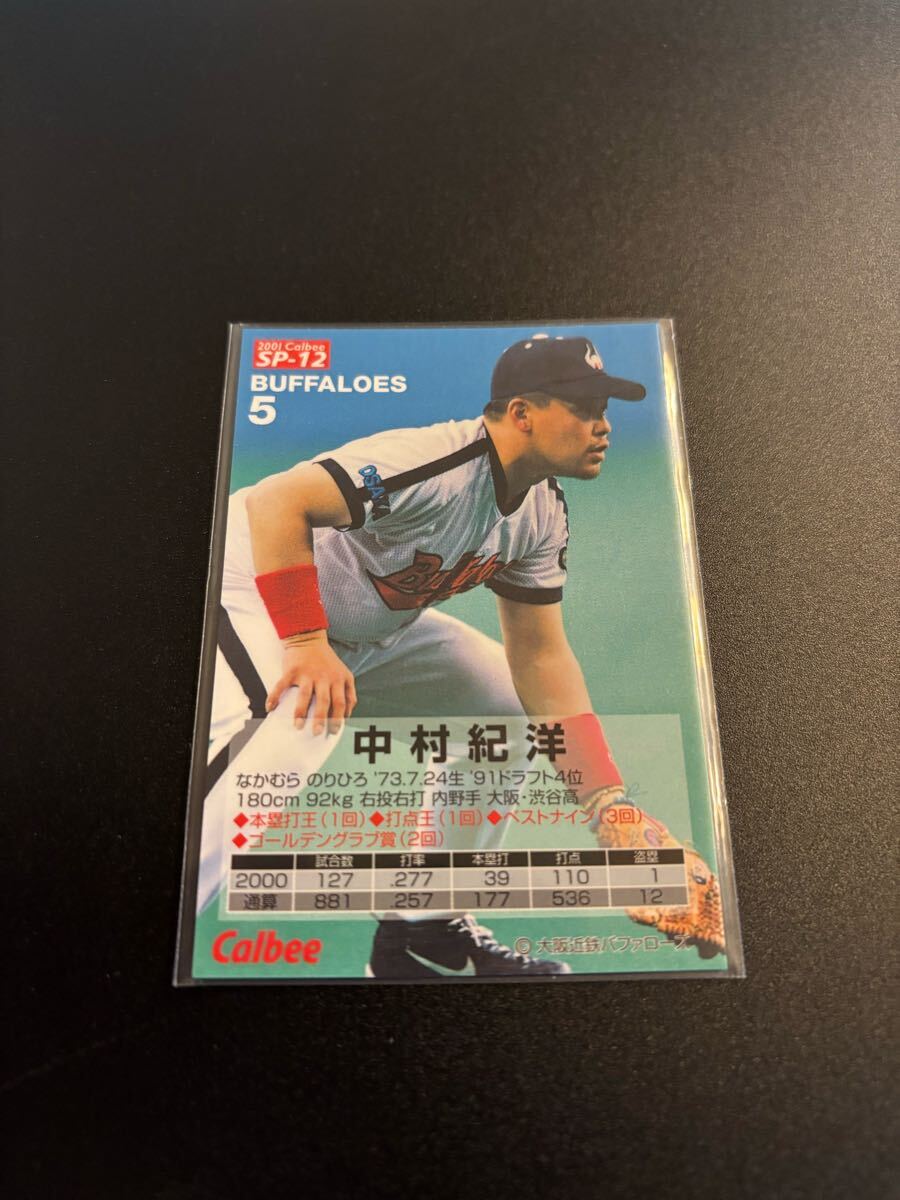 2001 Calbee
SP-12
BUFFALOES
5
OSAKA
中村紀洋
なかむら のりひろ '73.7.24生 '91ドラフト4位
180cm 92kg 右投右打 内野手 大阪・渋谷高
◆本塁打王(1回)◆打点王(1回)◆ベストナイン(3回)
◆ゴールデングラブ賞(2回)
試合数 打率 本塁打 打点 盗塁
2000 127 .277 39 110 1
通算 881 .257 177 536 12
Calbee
© 大阪近鉄バファローズ